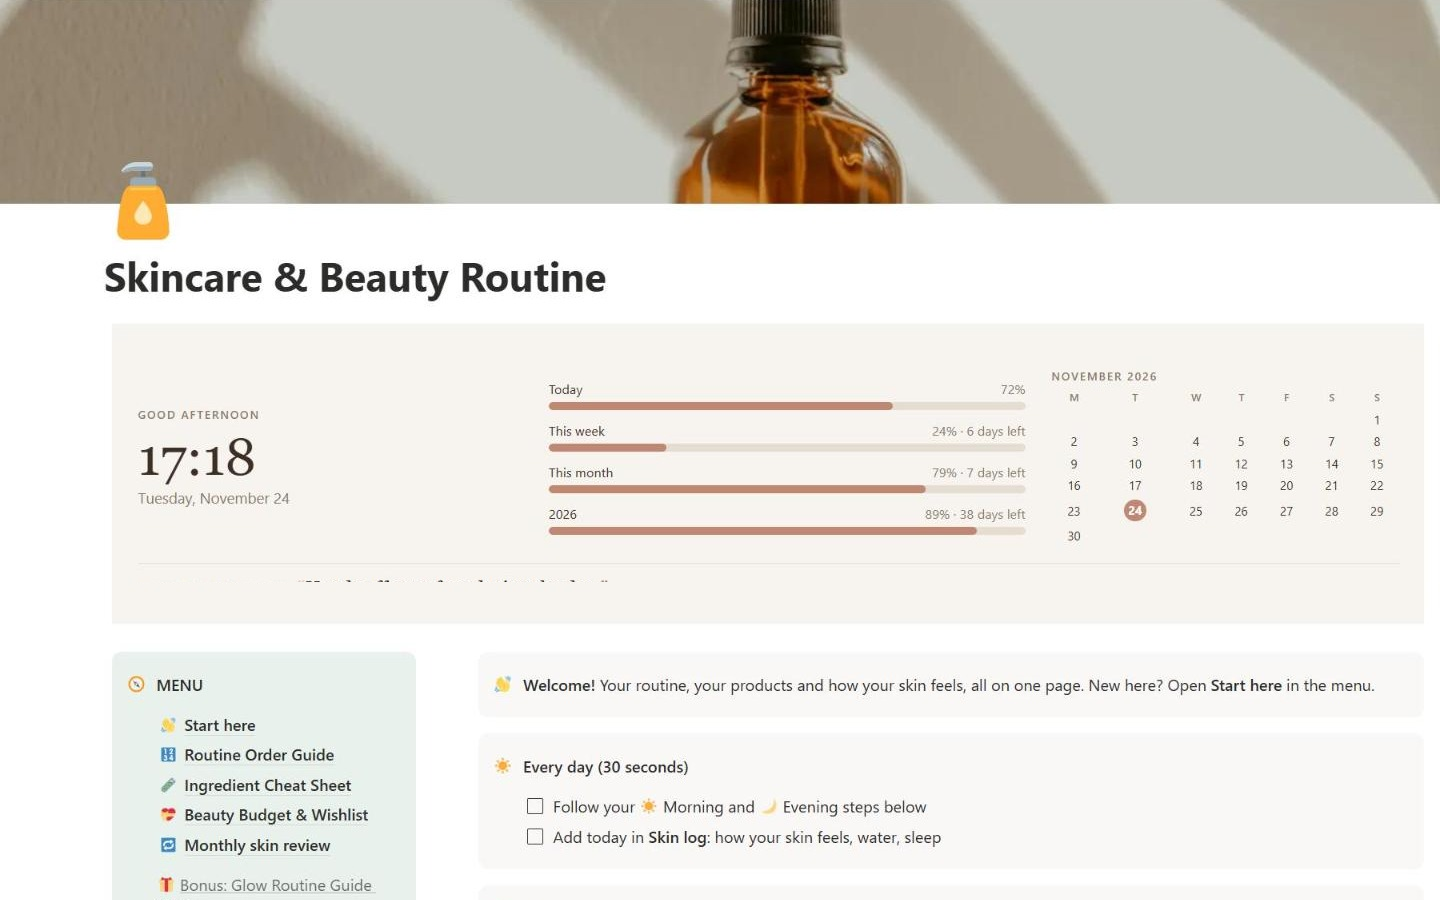 Skincare & Beauty Routine
GOOD AFTERNOON
17:18
Tuesday, November 24
Today 72%
This week 24% · 6 days left
This month 79% · 7 days left
2026 89% · 38 days left
NOVEMBER 2026
M T W T F S S
1
2 3 4 5 6 7 8
9 10 11 12 13 14 15
16 17 18 19 20 21 22
23 24 25 26 27 28 29
30
MENU
Start here
Routine Order Guide
Ingredient Cheat Sheet
Beauty Budget & Wishlist
Monthly skin review
Bonus: Glow Routine Guide
Welcome! Your routine, your products and how your skin feels, all on one page. New here? Open Start here in the menu.
Every day (30 seconds)
Follow your ☀️ Morning and 🌙 Evening steps below
Add today in Skin log: how your skin feels, water, sleep